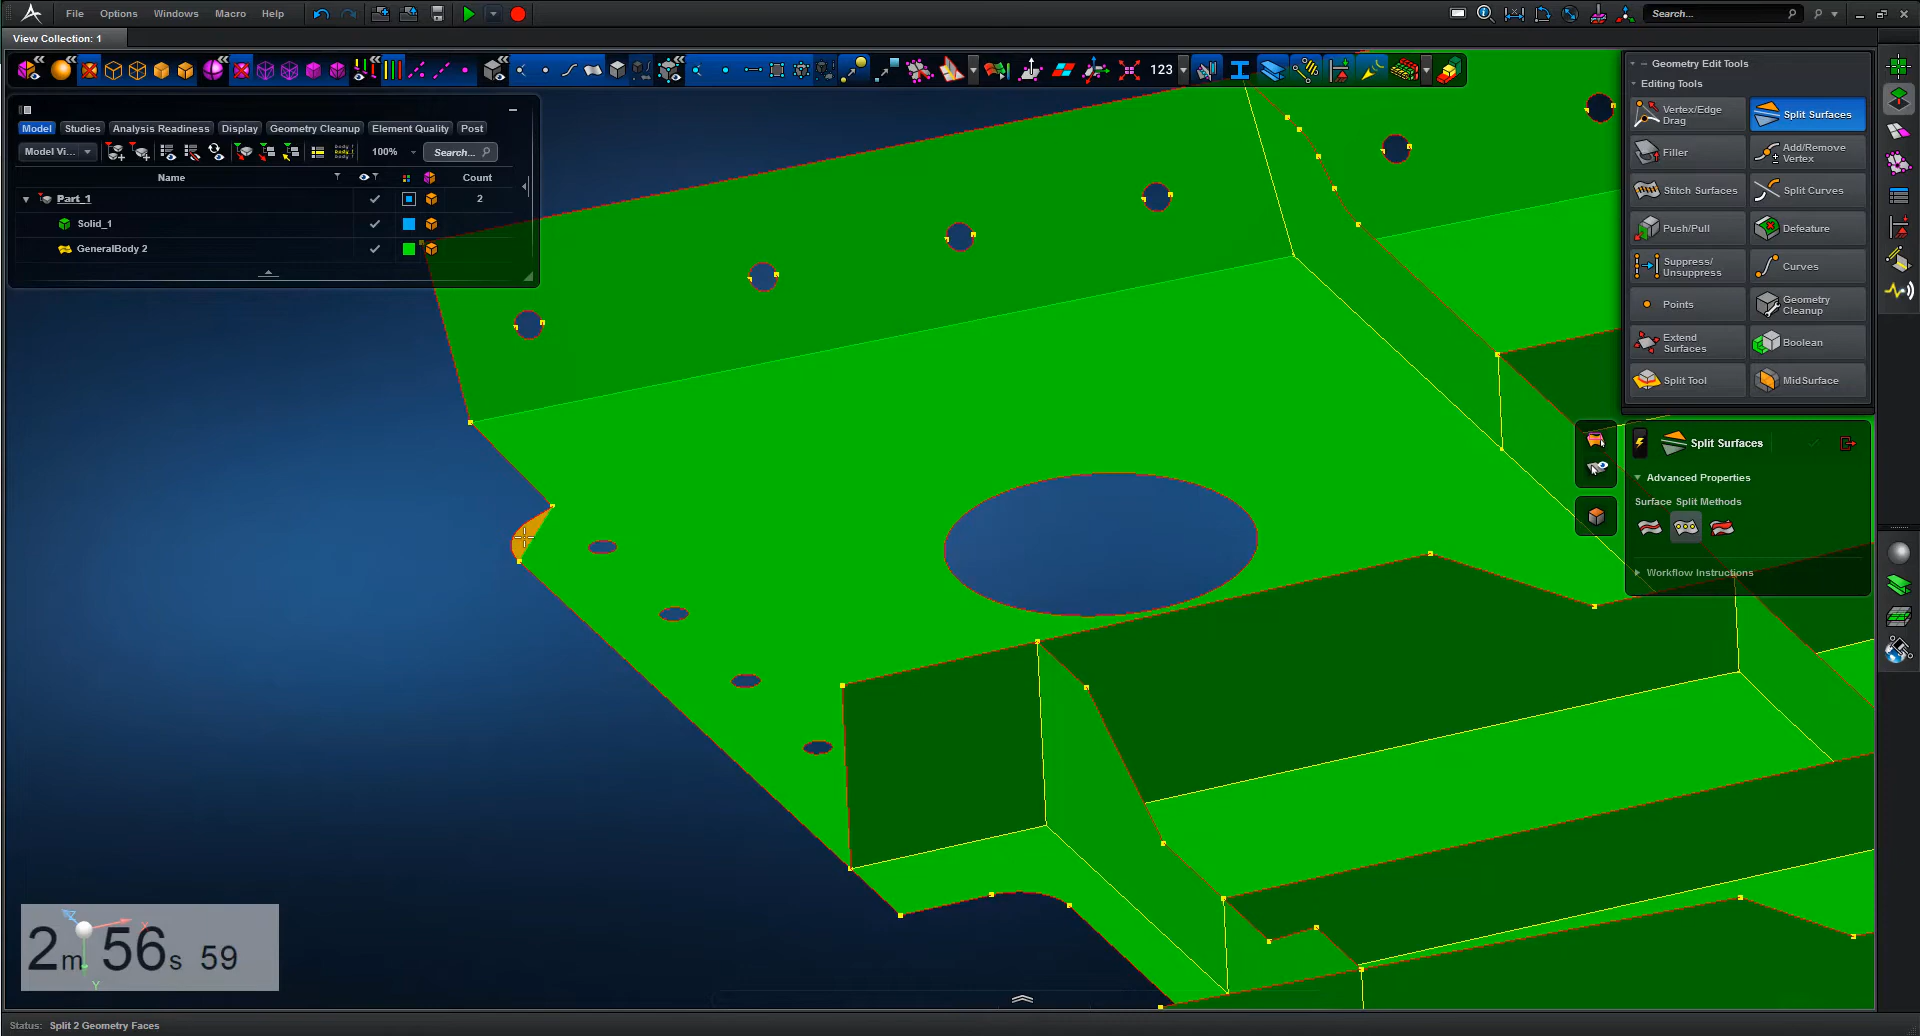 File Options Windows Macro Help Search...
View Collection: 1
123
Model Studies Analysis Readiness Display Geometry Cleanup Element Quality Post
Model Vi... 100% Search...
Name Count
Part_1 2
Solid_1
GeneralBody 2
Geometry Edit Tools
Editing Tools
Vertex/Edge Drag
Split Surfaces
Filler
Add/Remove Vertex
Stitch Surfaces
Split Curves
Push/Pull
Defeature
Suppress/ Unsuppress
Curves
Points
Geometry Cleanup
Extend Surfaces
Boolean
Split Tool
MidSurface
Split Surfaces
Advanced Properties
Surface Split Methods
Workflow Instructions
Z X
2m 56s 59
Y
Status: Split 2 Geometry Faces